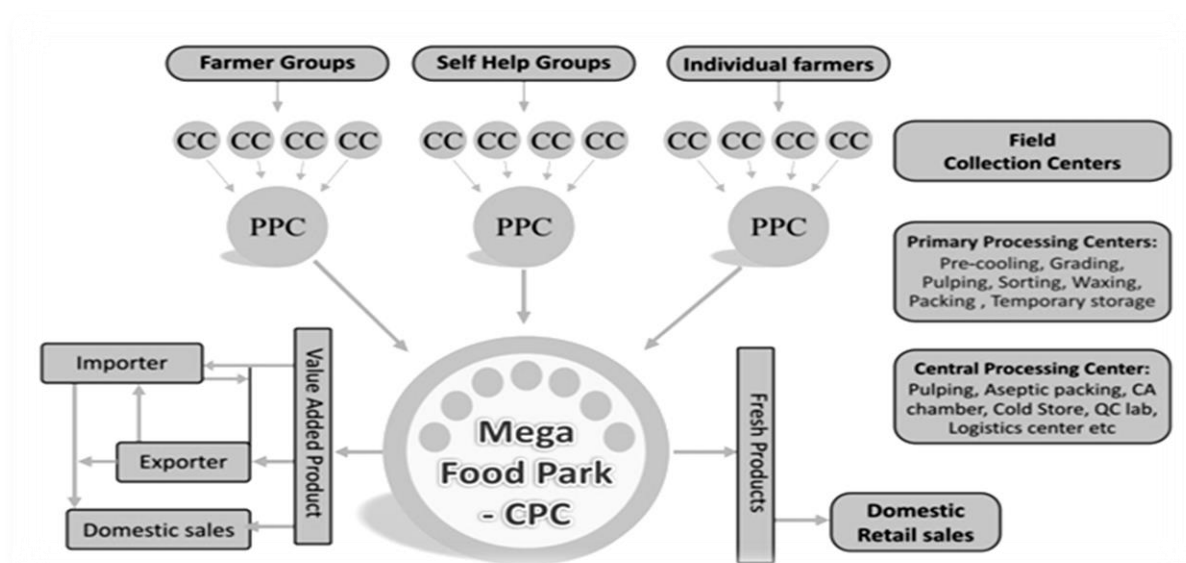 Farmer Groups
Self Help Groups
Individual farmers
CC CC CC CC
CC CC CC CC
CC CC CC CC
PPC
PPC
PPC
Field
Collection Centers
Primary Processing Centers:
Pre-cooling, Grading,
Pulping, Sorting, Waxing,
Packing , Temporary storage
Central Processing Center:
Pulping, Aseptic packing, CA
chamber, Cold Store, QC lab,
Logistics center etc
Importer
Exporter
Domestic sales
Value Added Product
Mega
Food Park
- CPC
Fresh Products
Domestic
Retail sales